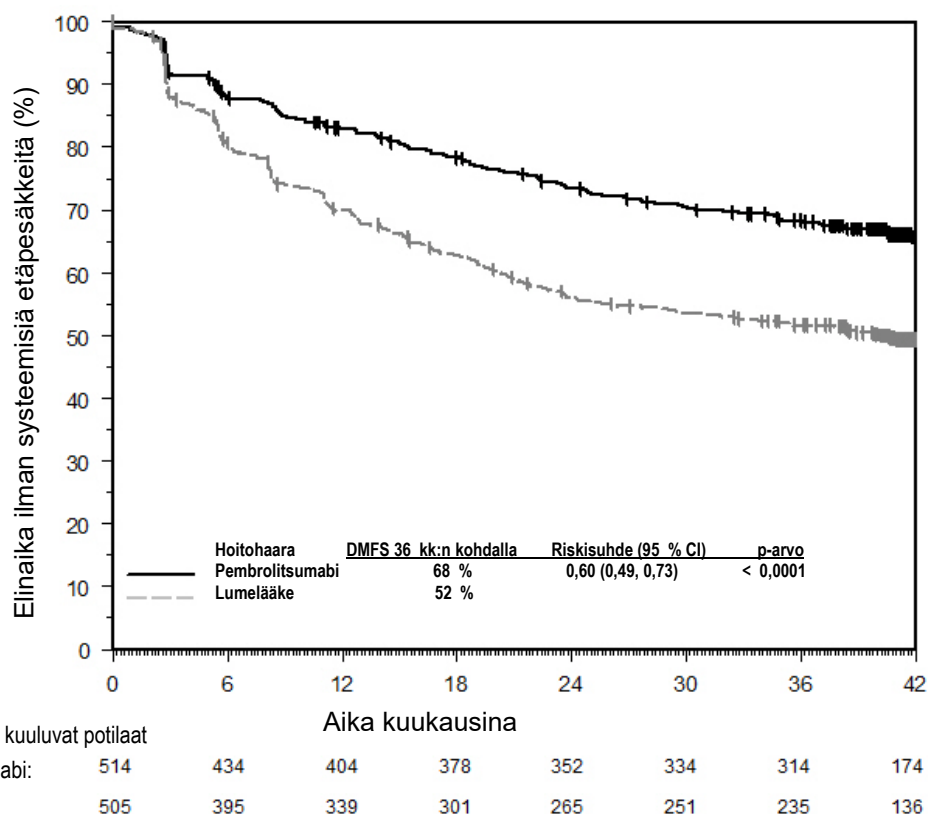 100
90
80
70
60
50
40
30
20
10
0
Elinaika ilman systeemisiä etäpesäkkeitä (%)
Hoitohaara DMFS 36 kk:n kohdalla Riskisuhde (95 % CI) p-arvo
Pembrolitsumabi 68 % 0,60 (0,49, 0,73) < 0,0001
Lumelääke 52 %
0 6 12 18 24 30 36 42
Aika kuukausina
kuuluvat potilaat
abi: 514 434 404 378 352 334 314 174
505 395 339 301 265 251 235 136